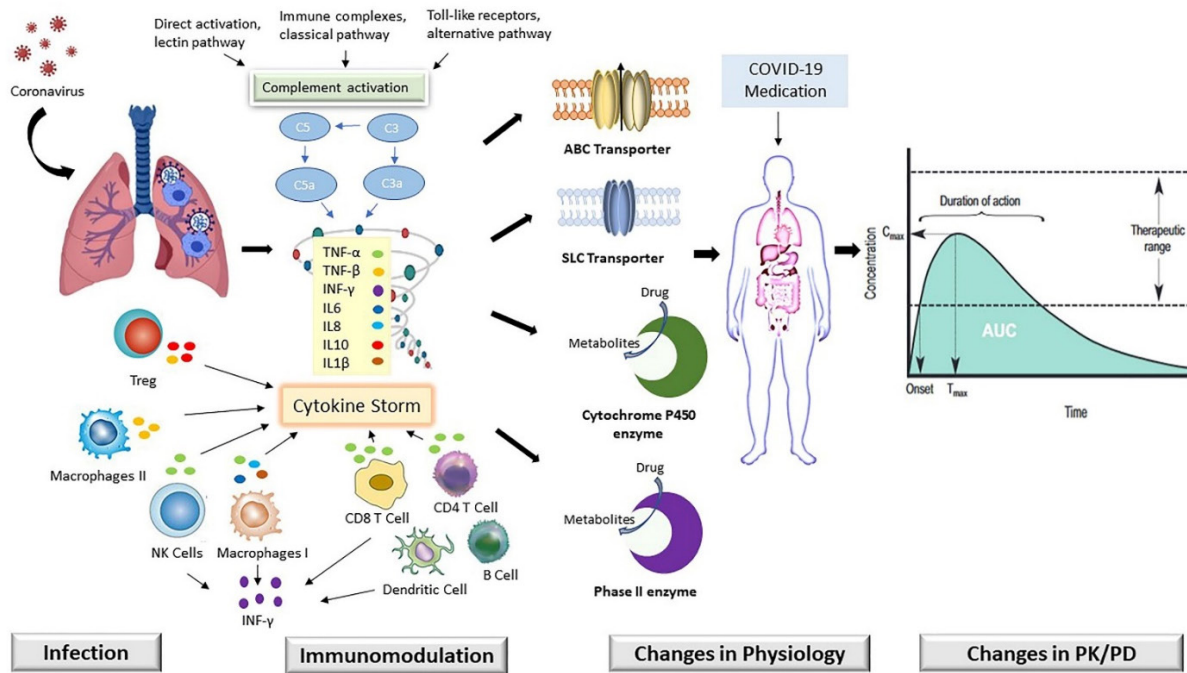 Coronavirus
Direct activation,
lectin pathway
Immune complexes,
classical pathway
Toll-like receptors,
alternative pathway
Complement activation
C5
C3
C5a
C3a
TNF-α
TNF-β
INF-γ
IL6
IL8
IL10
IL1β
Treg
Cytokine Storm
Macrophages II
NK Cells
Macrophages I
CD8 T Cell
CD4 T Cell
Dendritic Cell
B Cell
INF-γ
ABC Transporter
SLC Transporter
Drug
Metabolites
Cytochrome P450
enzyme
Drug
Metabolites
Phase II enzyme
COVID-19
Medication
Duration of action
Cmax
Therapeutic
range
Concentration
AUC
Onset
Tmax
Time
Infection
Immunomodulation
Changes in Physiology
Changes in PK/PD